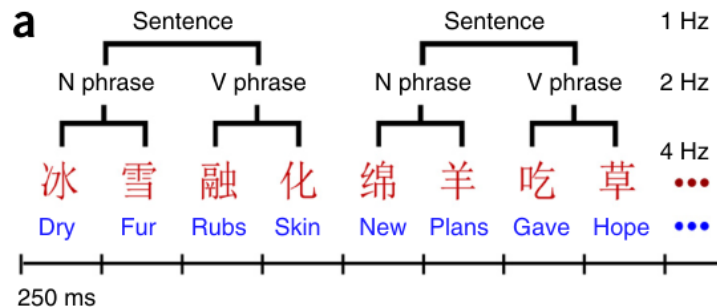 a
Sentence Sentence 1 Hz
N phrase V phrase N phrase V phrase 2 Hz
4 Hz
冰 雪 融 化 绵 羊 吃 草 •••
Dry Fur Rubs Skin New Plans Gave Hope •••
250 ms